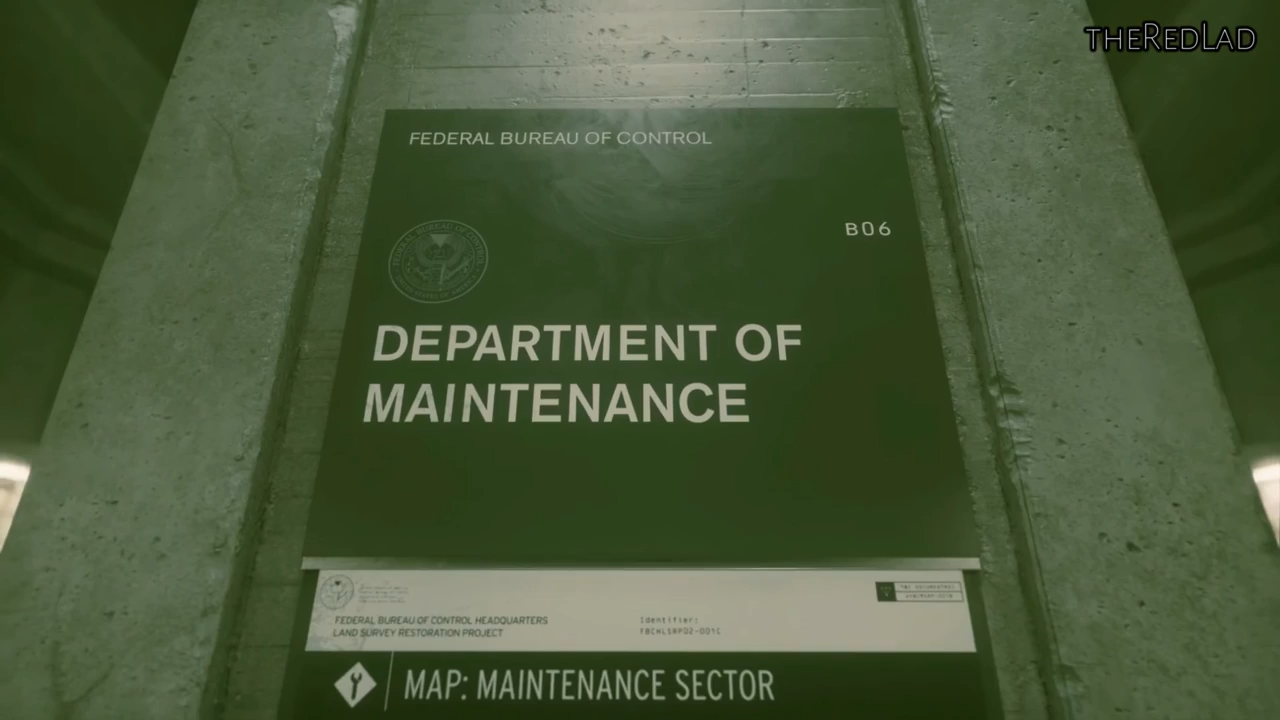 THEREDLAD
FEDERAL BUREAU OF CONTROL
B06
DEPARTMENT OF
MAINTENANCE
FEDERAL BUREAU OF CONTROL HEADQUARTERS
LAND SURVEY RESTORATION PROJECT
Identifier:
MAP: MAINTENANCE SECTOR